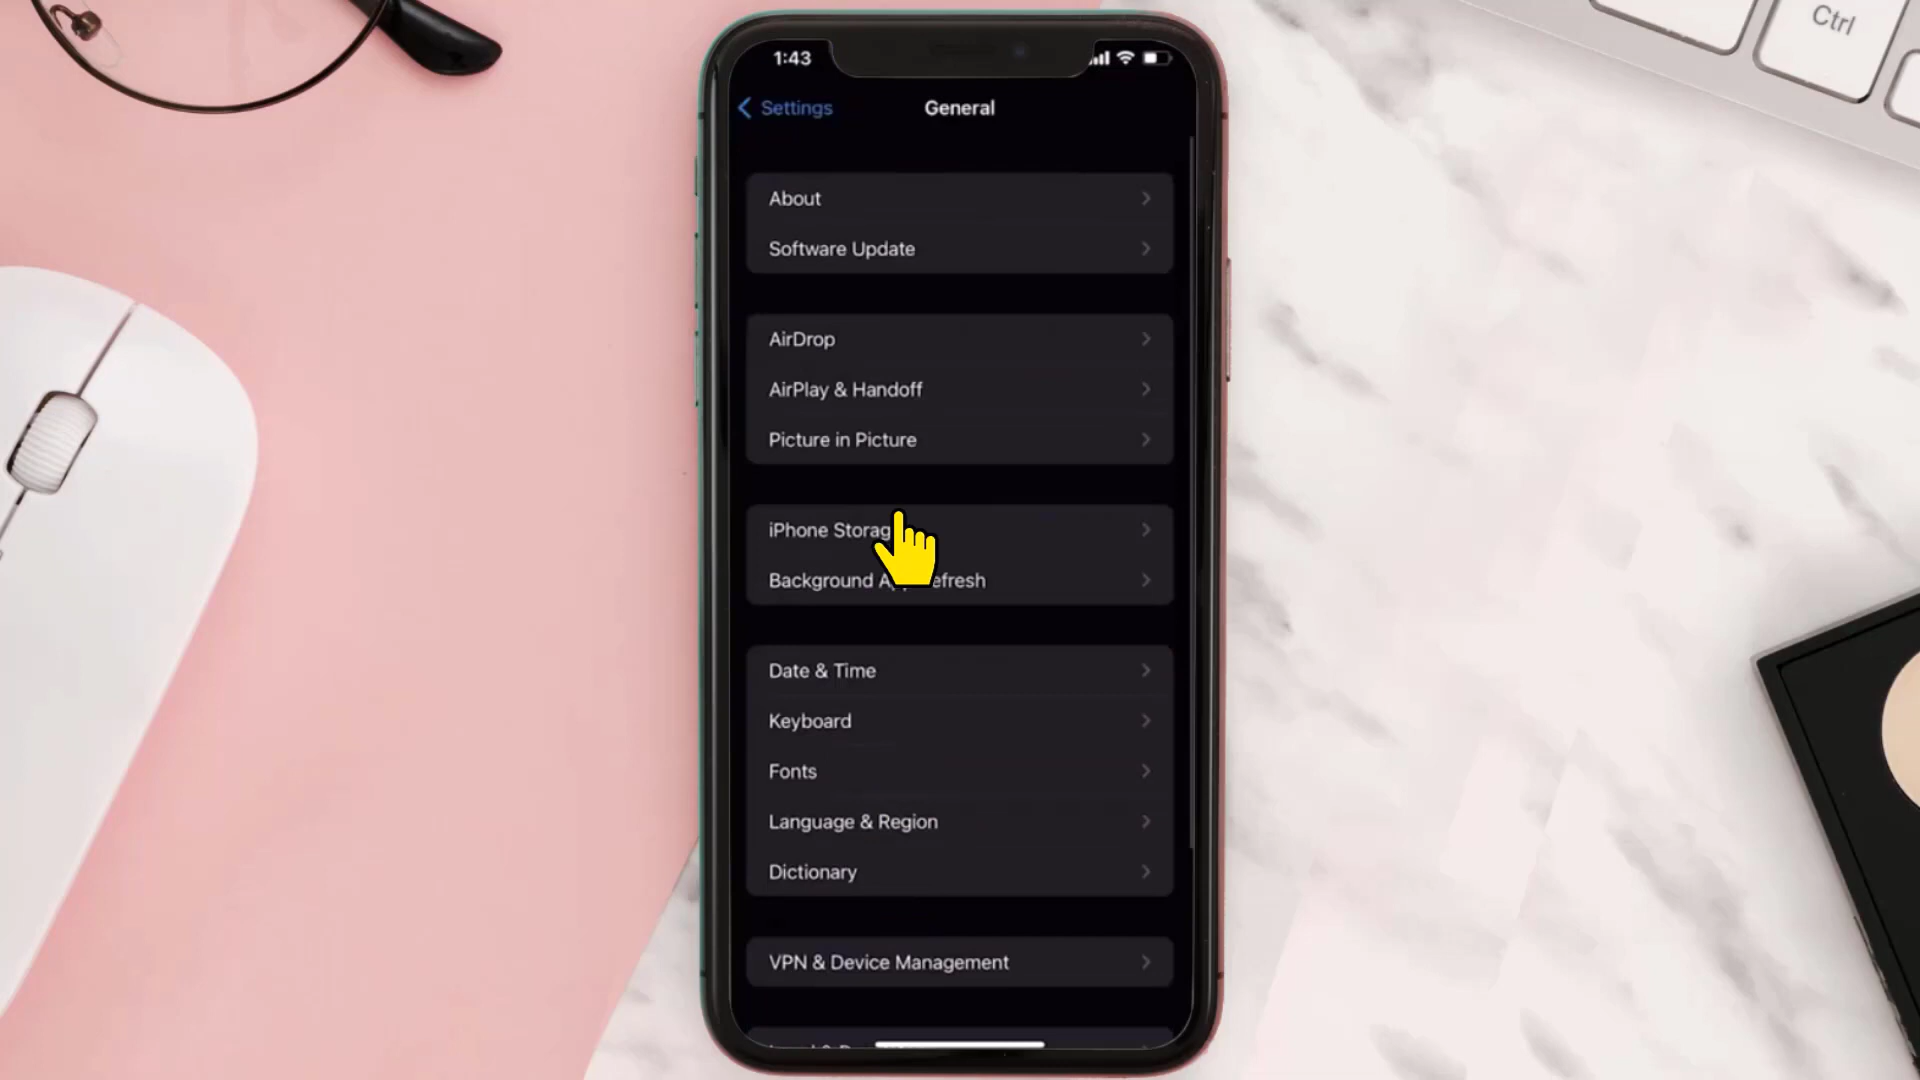 Ctrl
1:43
Settings
General
About
Software Update
AirDrop
AirPlay & Handoff
Picture in Picture
iPhone Storag
Background A efresh
Date & Time
Keyboard
Fonts
Language & Region
Dictionary
VPN & Device Management